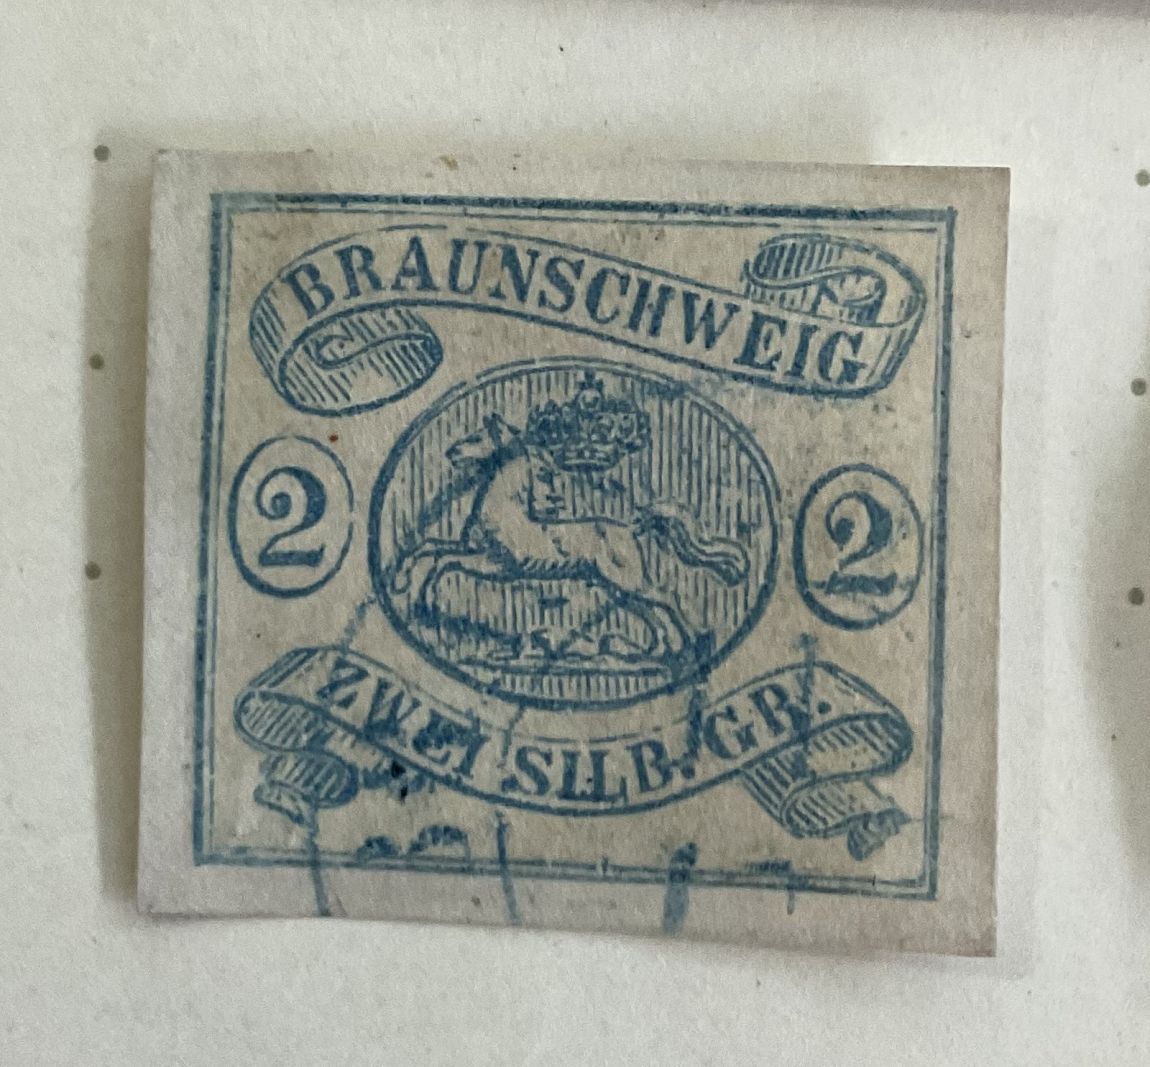 BRAUNSCHWEIG
2 2
ZWEI SILB. GR.